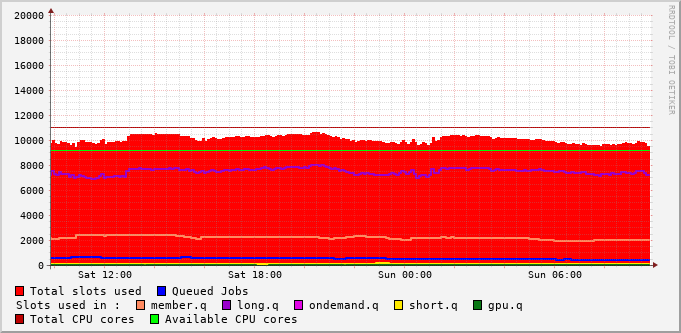 20000
18000
16000
14000
12000
10000
8000
6000
4000
2000
0
Sat 12:00 Sat 18:00 Sun 00:00 Sun 06:00
RRDTOOL / TOBI OETIKER
Total slots used Queued Jobs
Slots used in : member.q long.q ondemand.q short.q gpu.q
Total CPU cores Available CPU cores